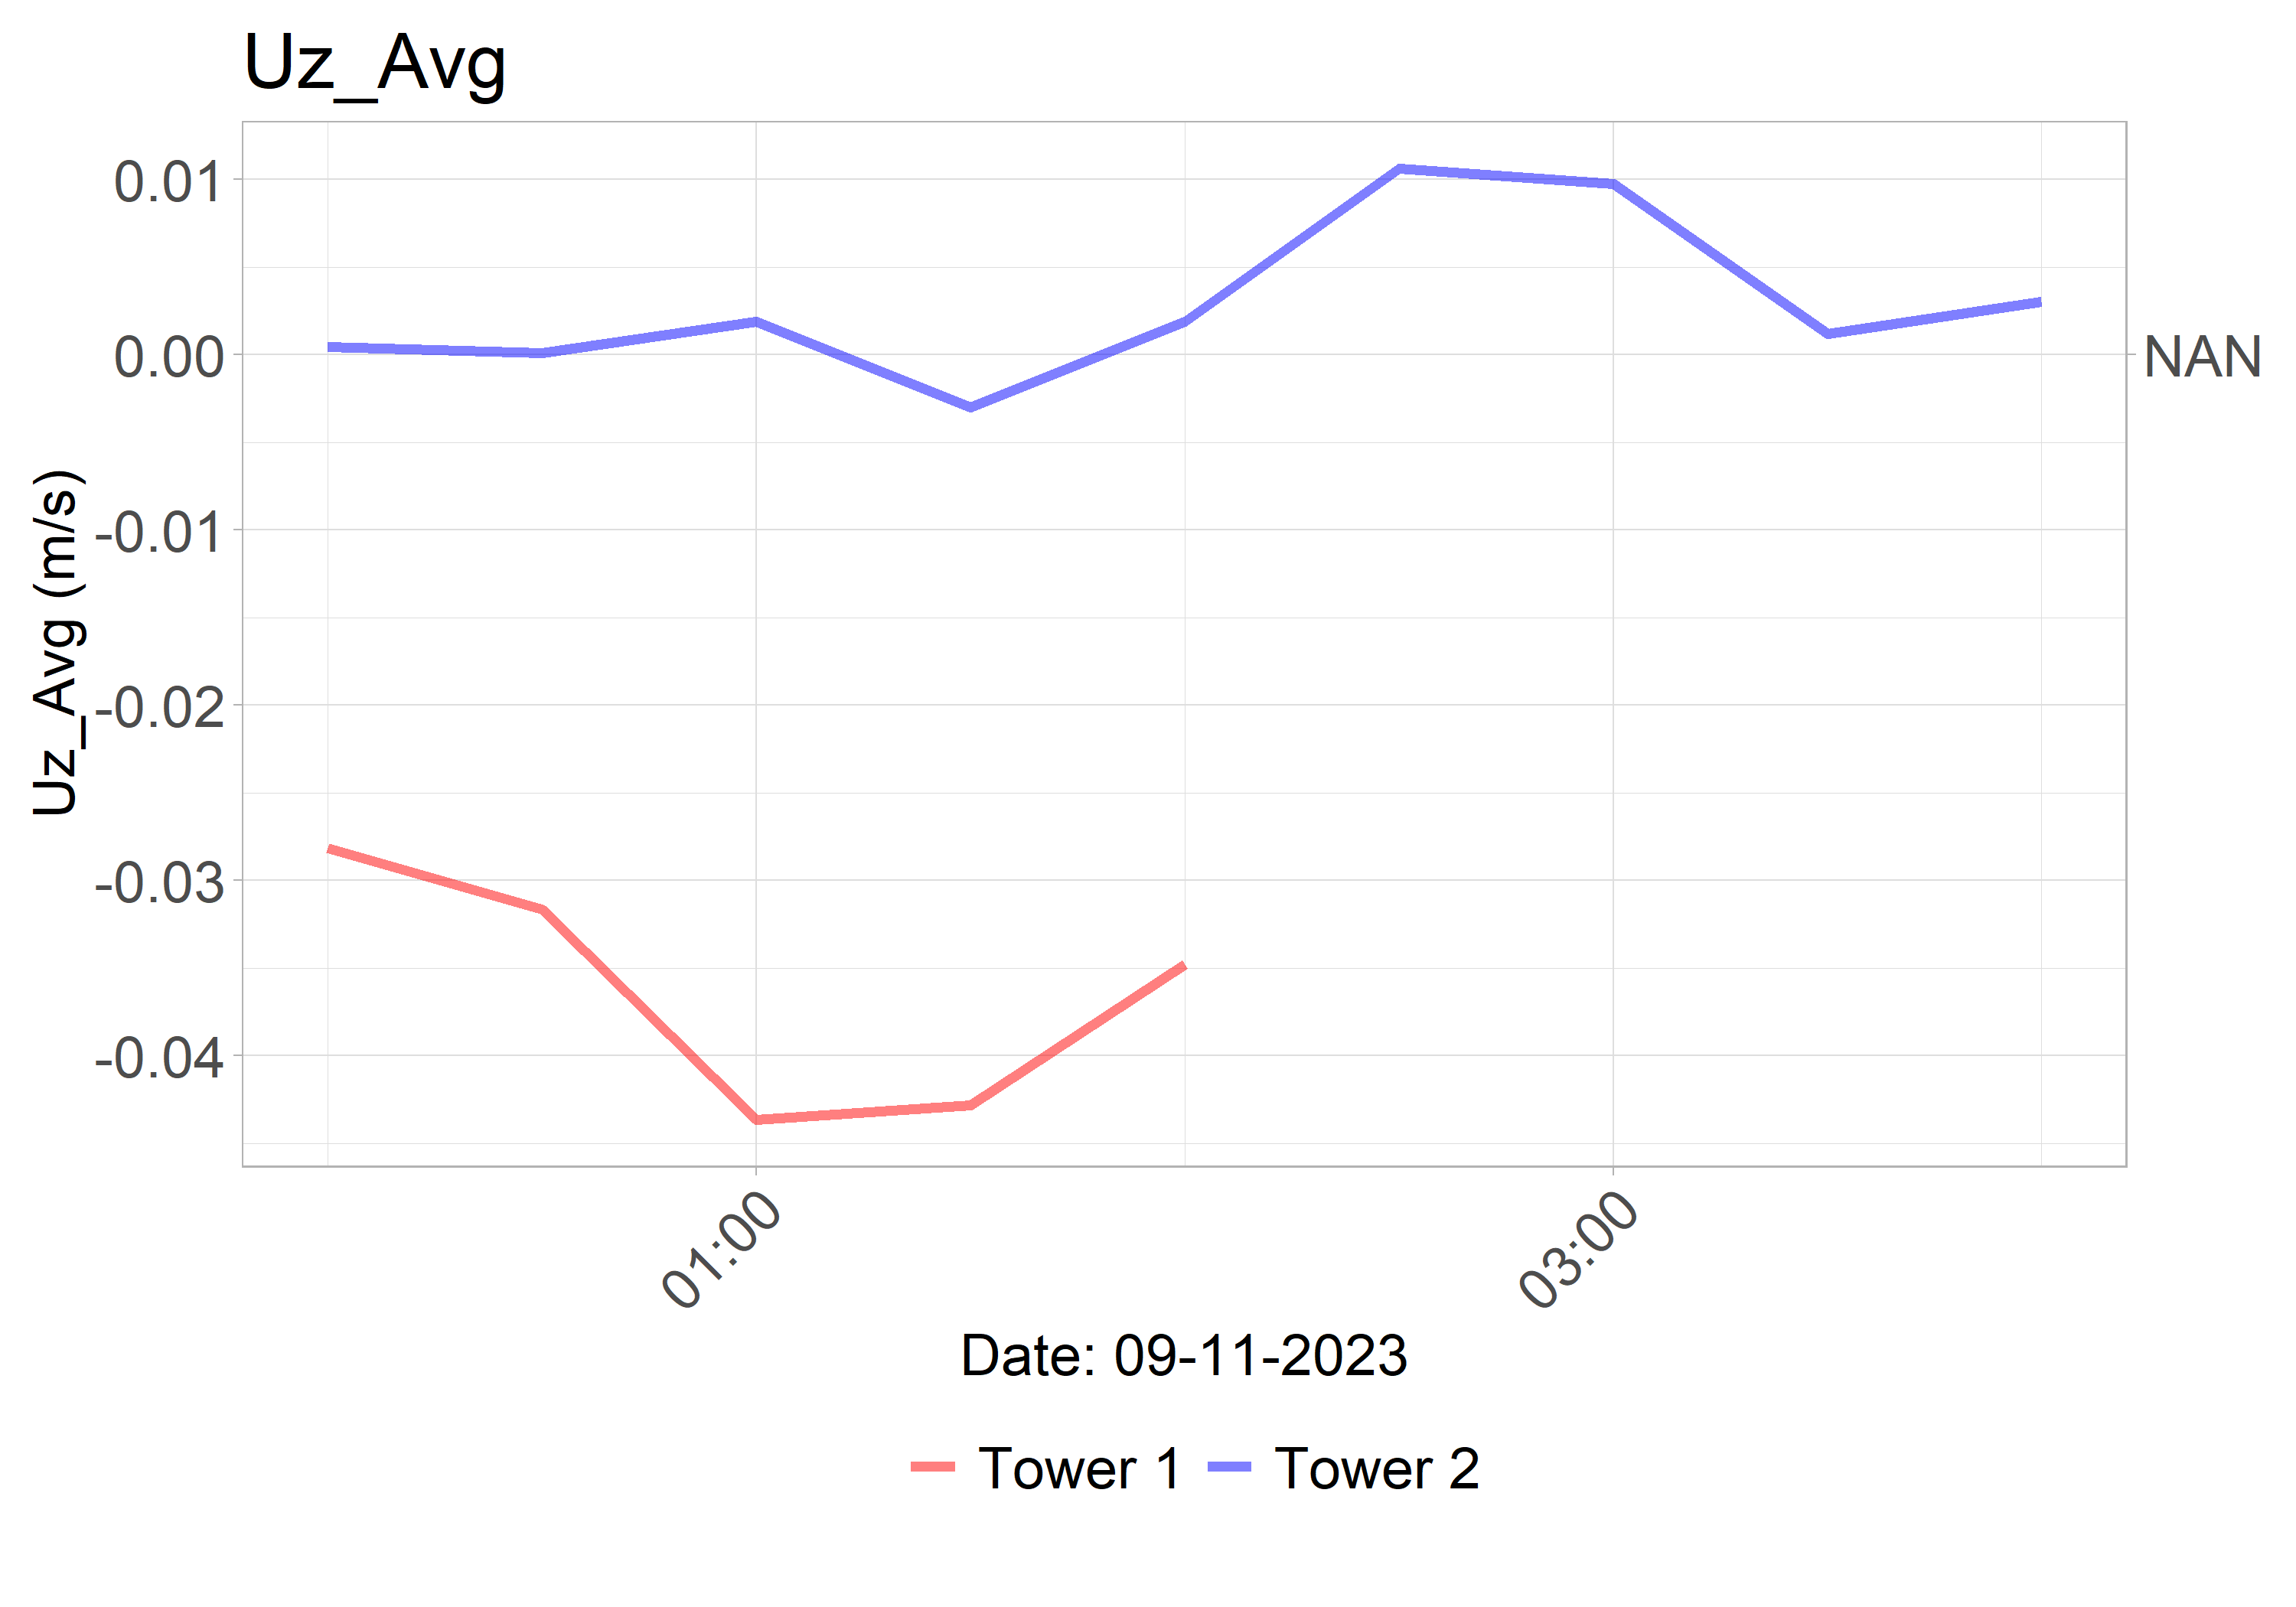 Uz_Avg
Uz_Avg (m/s)
0.01
0.00
-0.01
-0.02
-0.03
-0.04
NAN
01:00
03:00
Date: 09-11-2023
Tower 1
Tower 2